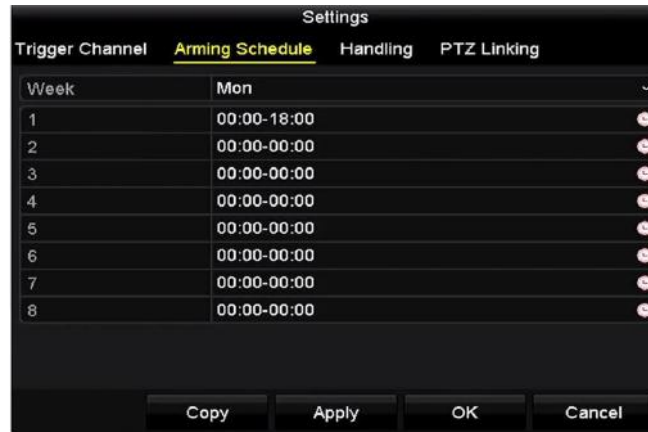 Settings
Trigger Channel Arming Schedule Handling PTZ Linking
Week Mon
1 00:00-18:00
2 00:00-00:00
3 00:00-00:00
4 00:00-00:00
5 00:00-00:00
6 00:00-00:00
7 00:00-00:00
8 00:00-00:00
Copy Apply OK Cancel